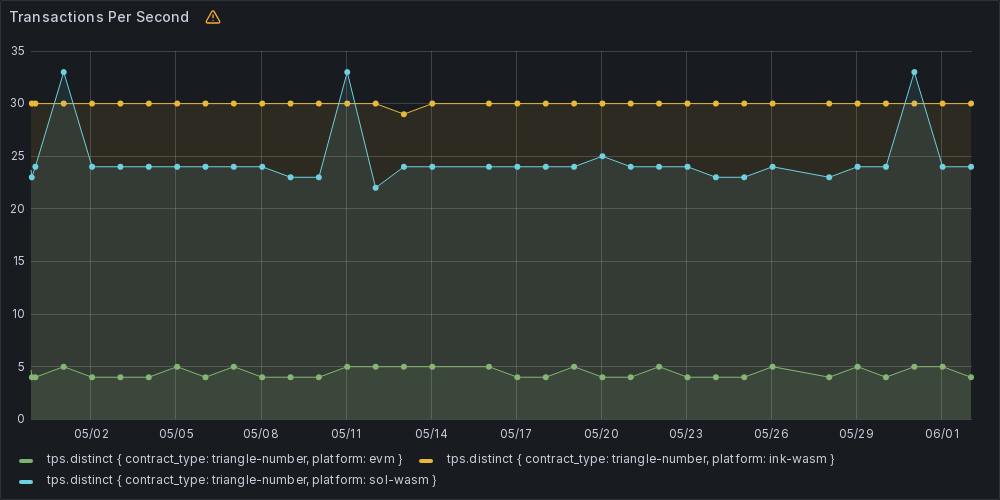 Transactions Per Second
35
30
25
20
15
10
5
0
05/02 05/05 05/08 05/11 05/14 05/17 05/20 05/23 05/26 05/29 06/01
tps.distinct { contract_type: triangle-number, platform: evm } tps.distinct { contract_type: triangle-number, platform: ink-wasm }
tps.distinct { contract_type: triangle-number, platform: sol-wasm }